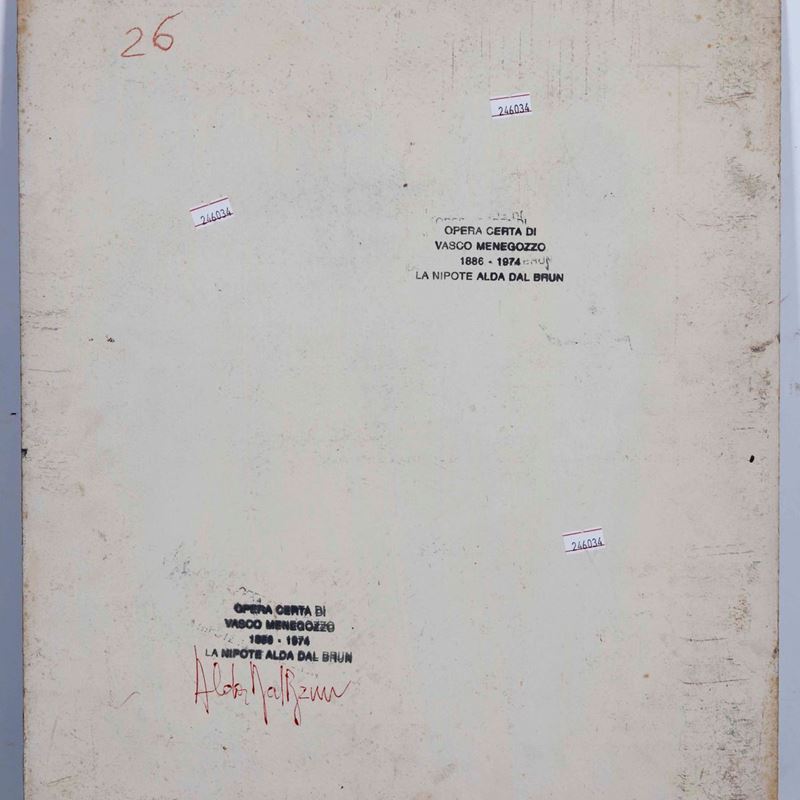 26
246034
246034
OPERA CERTA DI
VASCO MENEGOZZO
1886 - 1974
LA NIPOTE ALDA DAL BRUN
246034
OPERA CERTA DI
VASCO MENEGOZZO
1886 - 1974
LA NIPOTE ALDA DAL BRUN
Alda Dal Brun